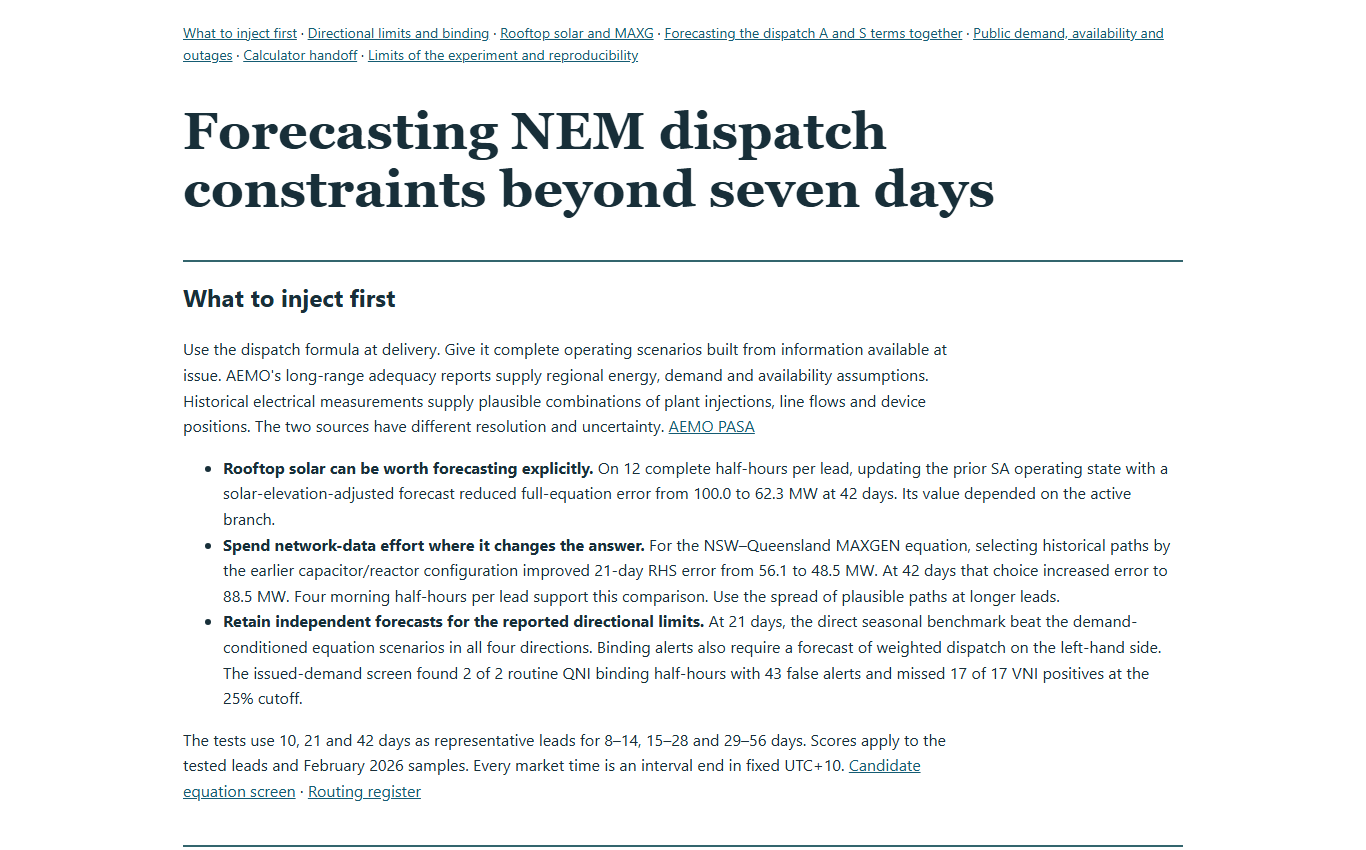 What to inject first · Directional limits and binding · Rooftop solar and MAXG · Forecasting the dispatch A and S terms together · Public demand, availability and
outages · Calculator handoff · Limits of the experiment and reproducibility
Forecasting NEM dispatch
constraints beyond seven days
What to inject first
Use the dispatch formula at delivery. Give it complete operating scenarios built from information available at
issue. AEMO's long-range adequacy reports supply regional energy, demand and availability assumptions.
Historical electrical measurements supply plausible combinations of plant injections, line flows and device
positions. The two sources have different resolution and uncertainty. AEMO PASA
• Rooftop solar can be worth forecasting explicitly. On 12 complete half-hours per lead, updating the prior SA operating state with a
solar-elevation-adjusted forecast reduced full-equation error from 100.0 to 62.3 MW at 42 days. Its value depended on the active
branch.
• Spend network-data effort where it changes the answer. For the NSW–Queensland MAXGEN equation, selecting historical paths by
the earlier capacitor/reactor configuration improved 21-day RHS error from 56.1 to 48.5 MW. At 42 days that choice increased error to
88.5 MW. Four morning half-hours per lead support this comparison. Use the spread of plausible paths at longer leads.
• Retain independent forecasts for the reported directional limits. At 21 days, the direct seasonal benchmark beat the demand-
conditioned equation scenarios in all four directions. Binding alerts also require a forecast of weighted dispatch on the left-hand side.
The issued-demand screen found 2 of 2 routine QNI binding half-hours with 43 false alerts and missed 17 of 17 VNI positives at the
25% cutoff.
The tests use 10, 21 and 42 days as representative leads for 8–14, 15–28 and 29–56 days. Scores apply to the
tested leads and February 2026 samples. Every market time is an interval end in fixed UTC+10. Candidate
equation screen · Routing register